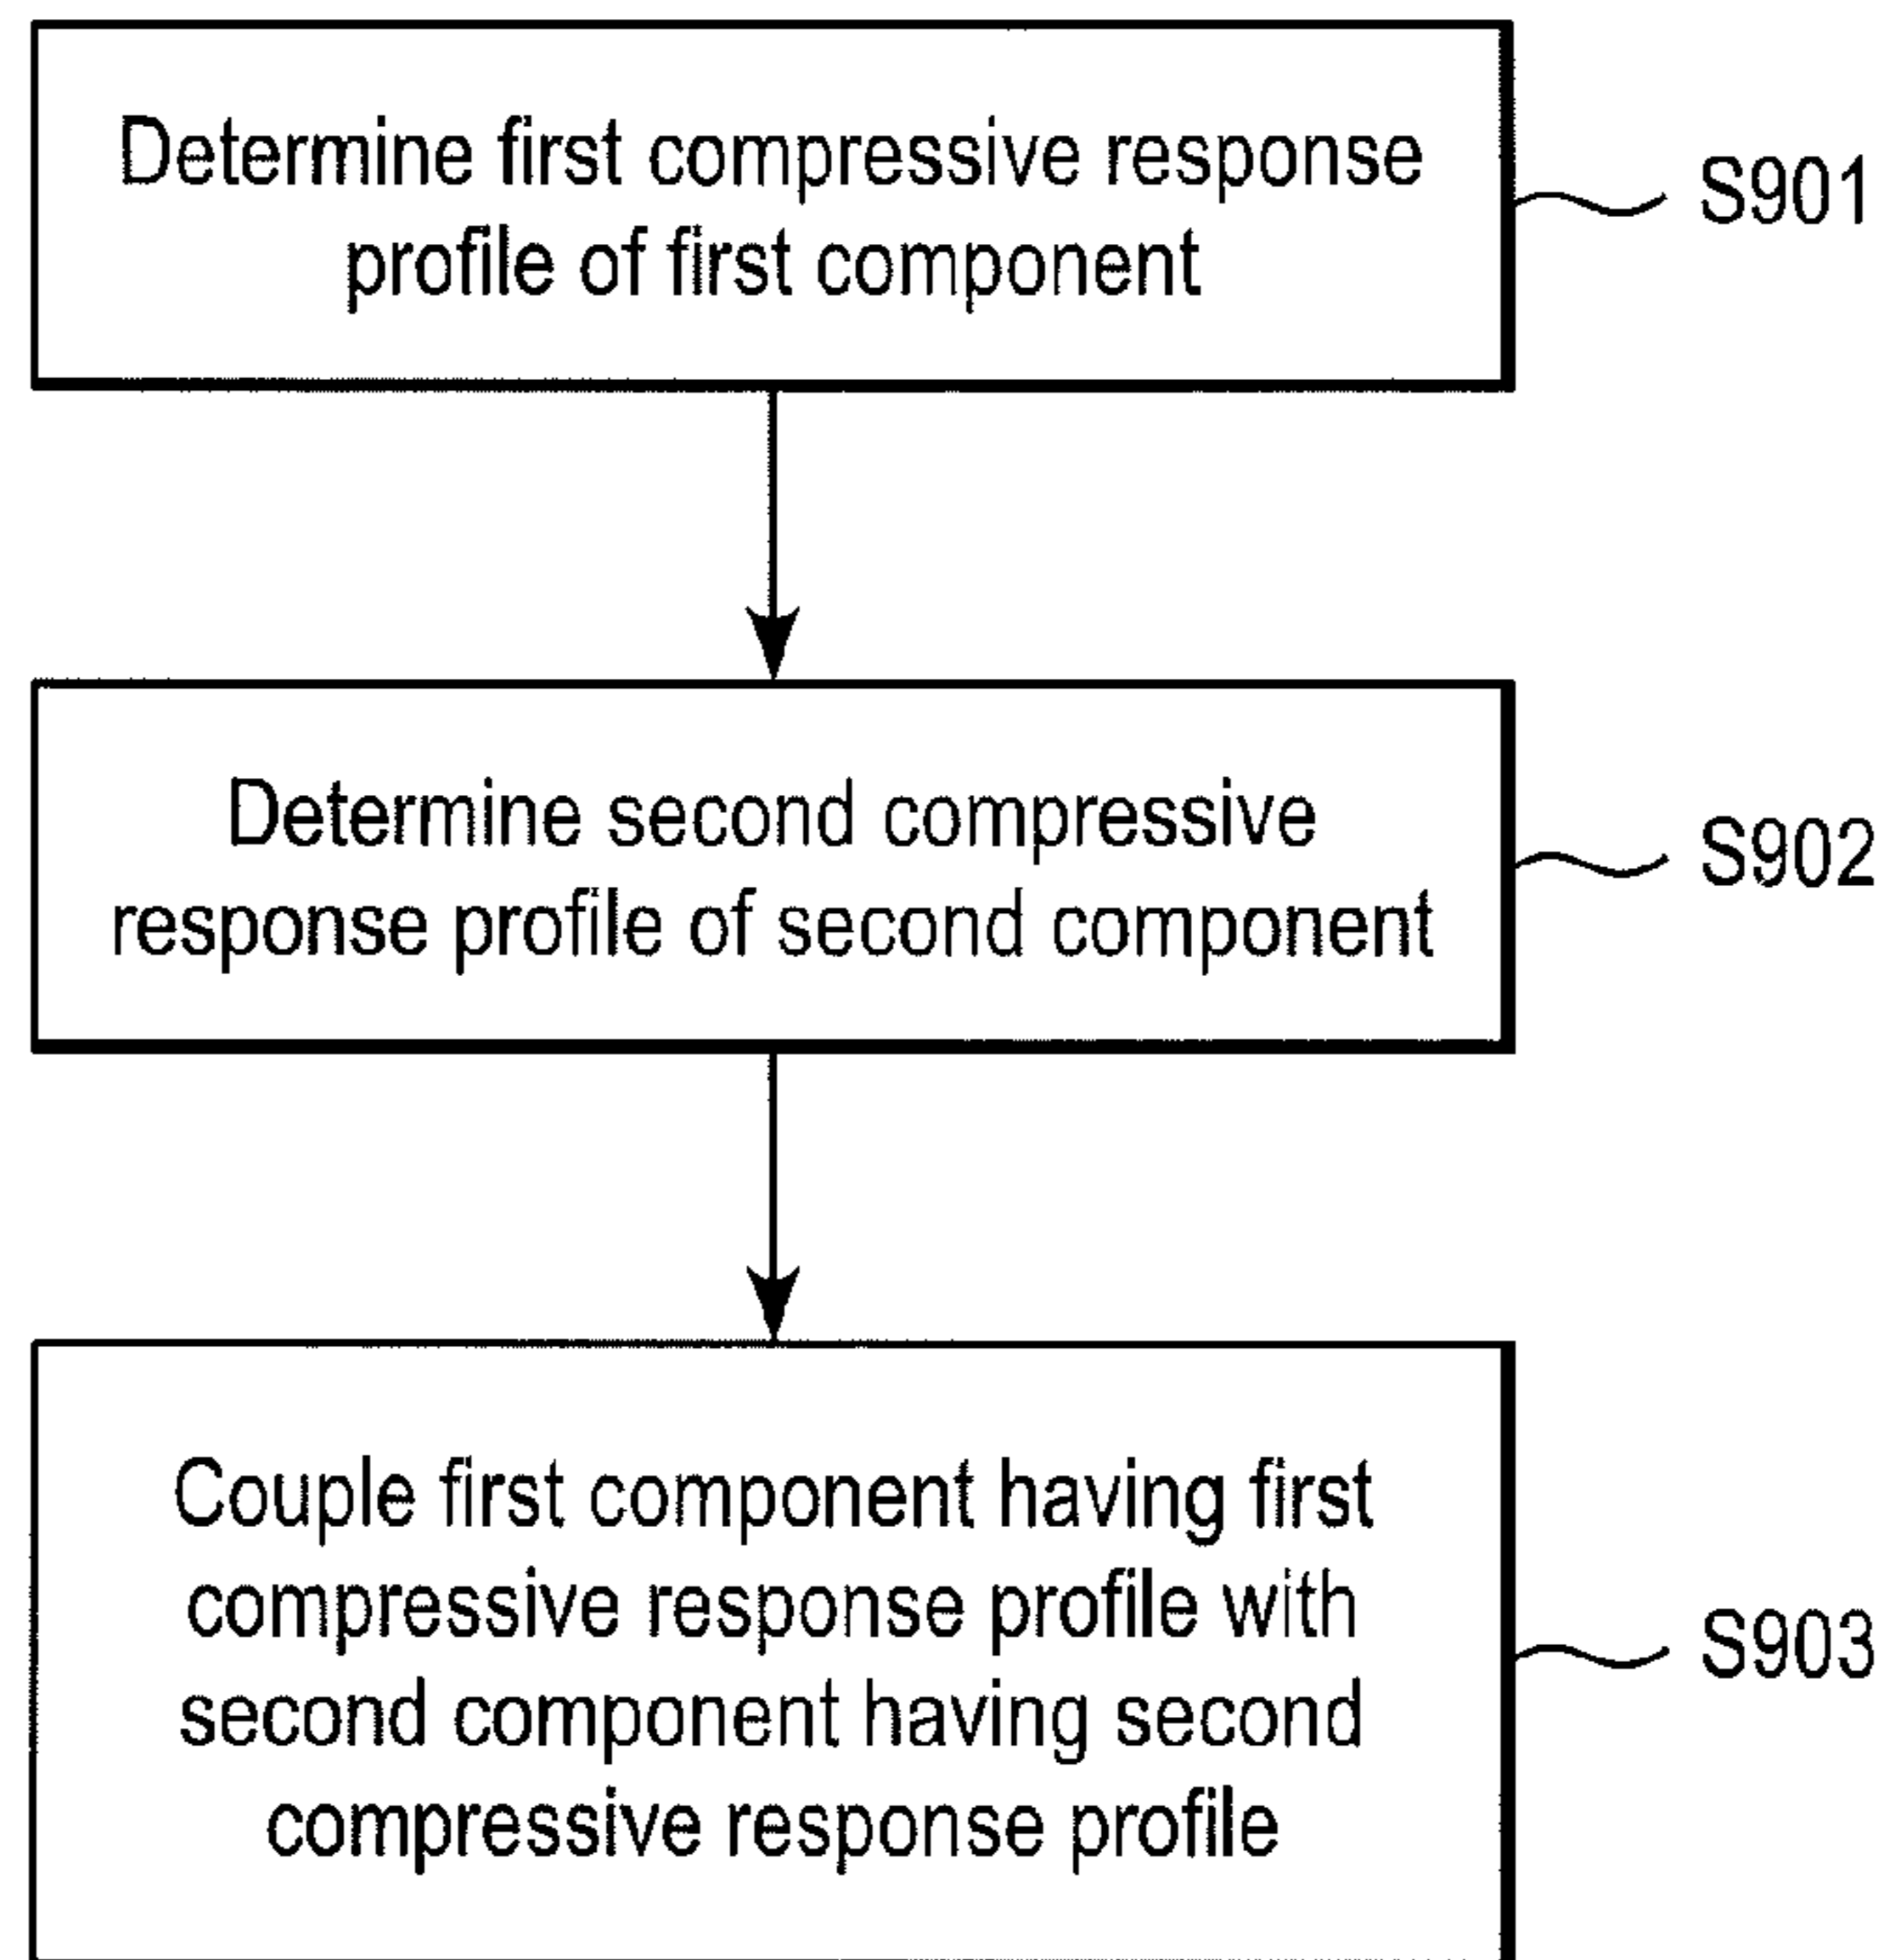 Determine first compressive response
profile of first component
S901
Determine second compressive
response profile of second component
S902
Couple first component having first
compressive response profile with
second component having second
compressive response profile
S903